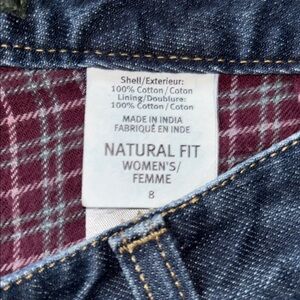 Shell/Exterieur:
100% Cotton / Coton
Lining/Doublure:
100% Cotton / Coton
MADE IN INDIA
FABRIQUÉ EN INDE
NATURAL FIT
WOMEN'S/
FEMME
8